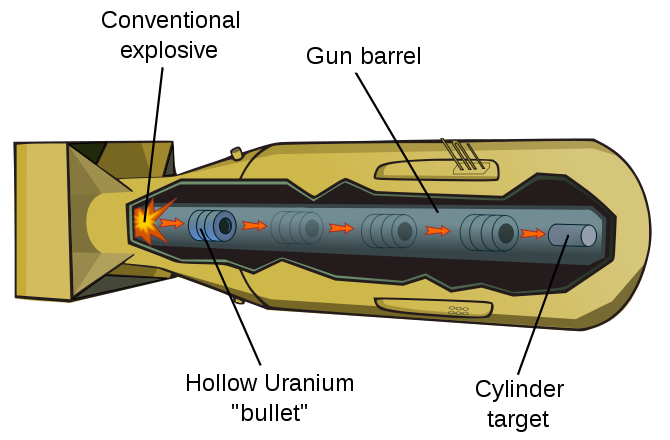 Conventional
explosive
Gun barrel
Hollow Uranium
"bullet"
Cylinder
target